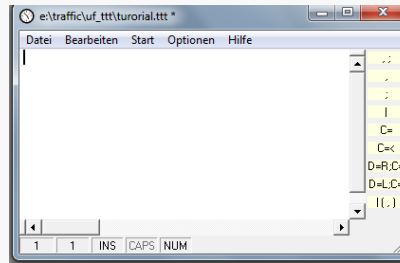 e:\traffic\uf_ttt\turorial.ttt *
Datei Bearbeiten Start Optionen Hilfe
, ;
,
;
|
C=
C=<
D=R;C=
D=L;C=
|( , )
1 1 INS CAPS NUM